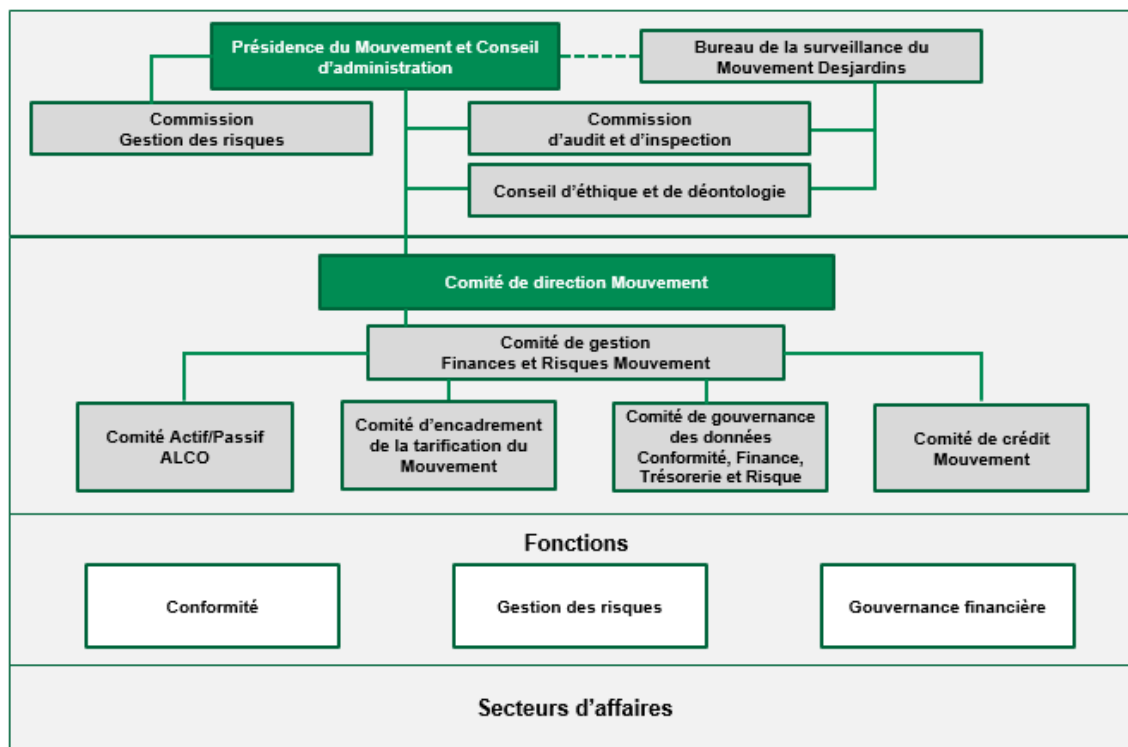 Présidence du Mouvement et Conseil
d'administration
Bureau de la surveillance du
Mouvement Desjardins
Commission
Gestion des risques
Commission
d'audit et d'inspection
Conseil d'éthique et de déontologie
Comité de direction Mouvement
Comité de gestion
Finances et Risques Mouvement
Comité Actif/Passif
ALCO
Comité d'encadrement
de la tarification du
Mouvement
Comité de gouvernance
des données
Conformité, Finance,
Trésorerie et Risque
Comité de crédit
Mouvement
Fonctions
Conformité
Gestion des risques
Gouvernance financière
Secteurs d'affaires